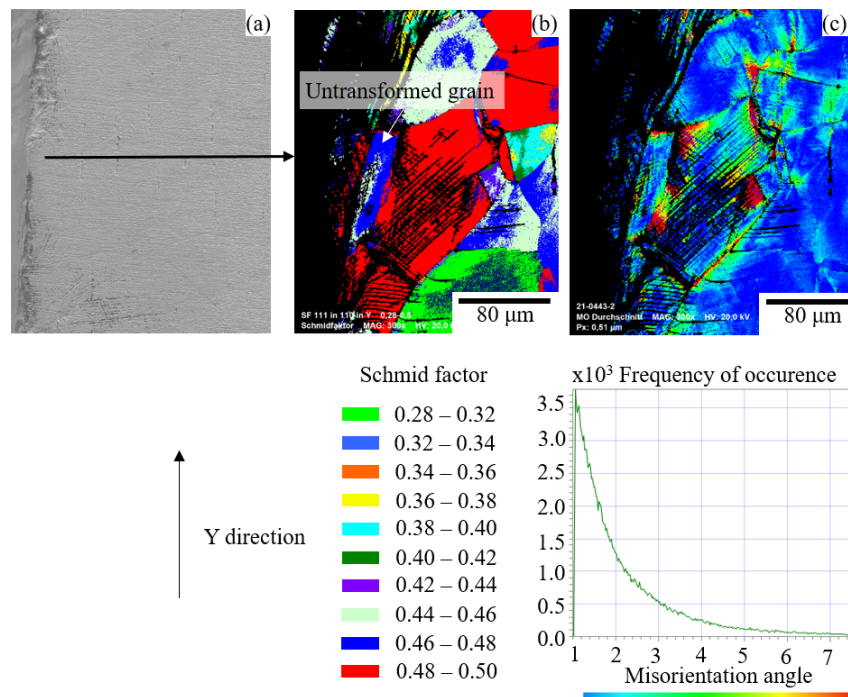 (a)
(b)
(c)
Untransformed grain
SF 111 in 110 in Y 0,28-0,5
Schmidfaktor MAG: 300x HV: 20,0
80 μm
21-0443-2
MO Durchschnitt MAG: 300x HV: 20,0 kV
Px: 0,51 μm
80 μm
Schmid factor
0.28 – 0.32
0.32 – 0.34
0.34 – 0.36
0.36 – 0.38
0.38 – 0.40
0.40 – 0.42
0.42 – 0.44
0.44 – 0.46
0.46 – 0.48
0.48 – 0.50
Y direction
x10³ Frequency of occurence
3.5
3.0
2.5
2.0
1.5
1.0
0.5
0.0
1 2 3 4 5 6 7
Misorientation angle